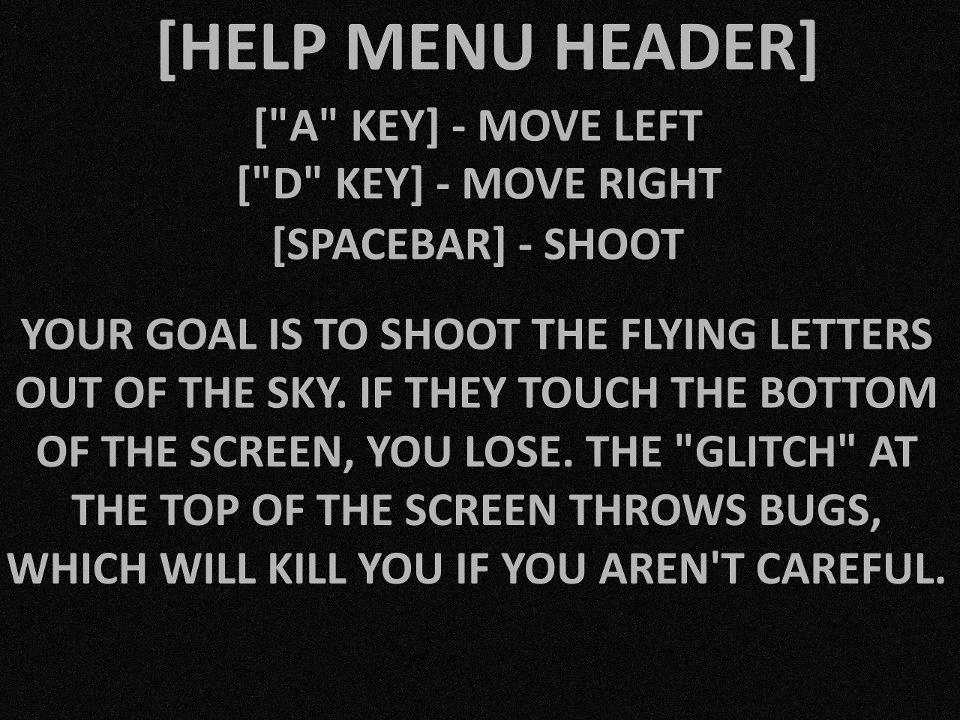 [HELP MENU HEADER]
["A" KEY] - MOVE LEFT
["D" KEY] - MOVE RIGHT
[SPACEBAR] - SHOOT
YOUR GOAL IS TO SHOOT THE FLYING LETTERS
OUT OF THE SKY. IF THEY TOUCH THE BOTTOM
OF THE SCREEN, YOU LOSE. THE "GLITCH" AT
THE TOP OF THE SCREEN THROWS BUGS,
WHICH WILL KILL YOU IF YOU AREN'T CAREFUL.